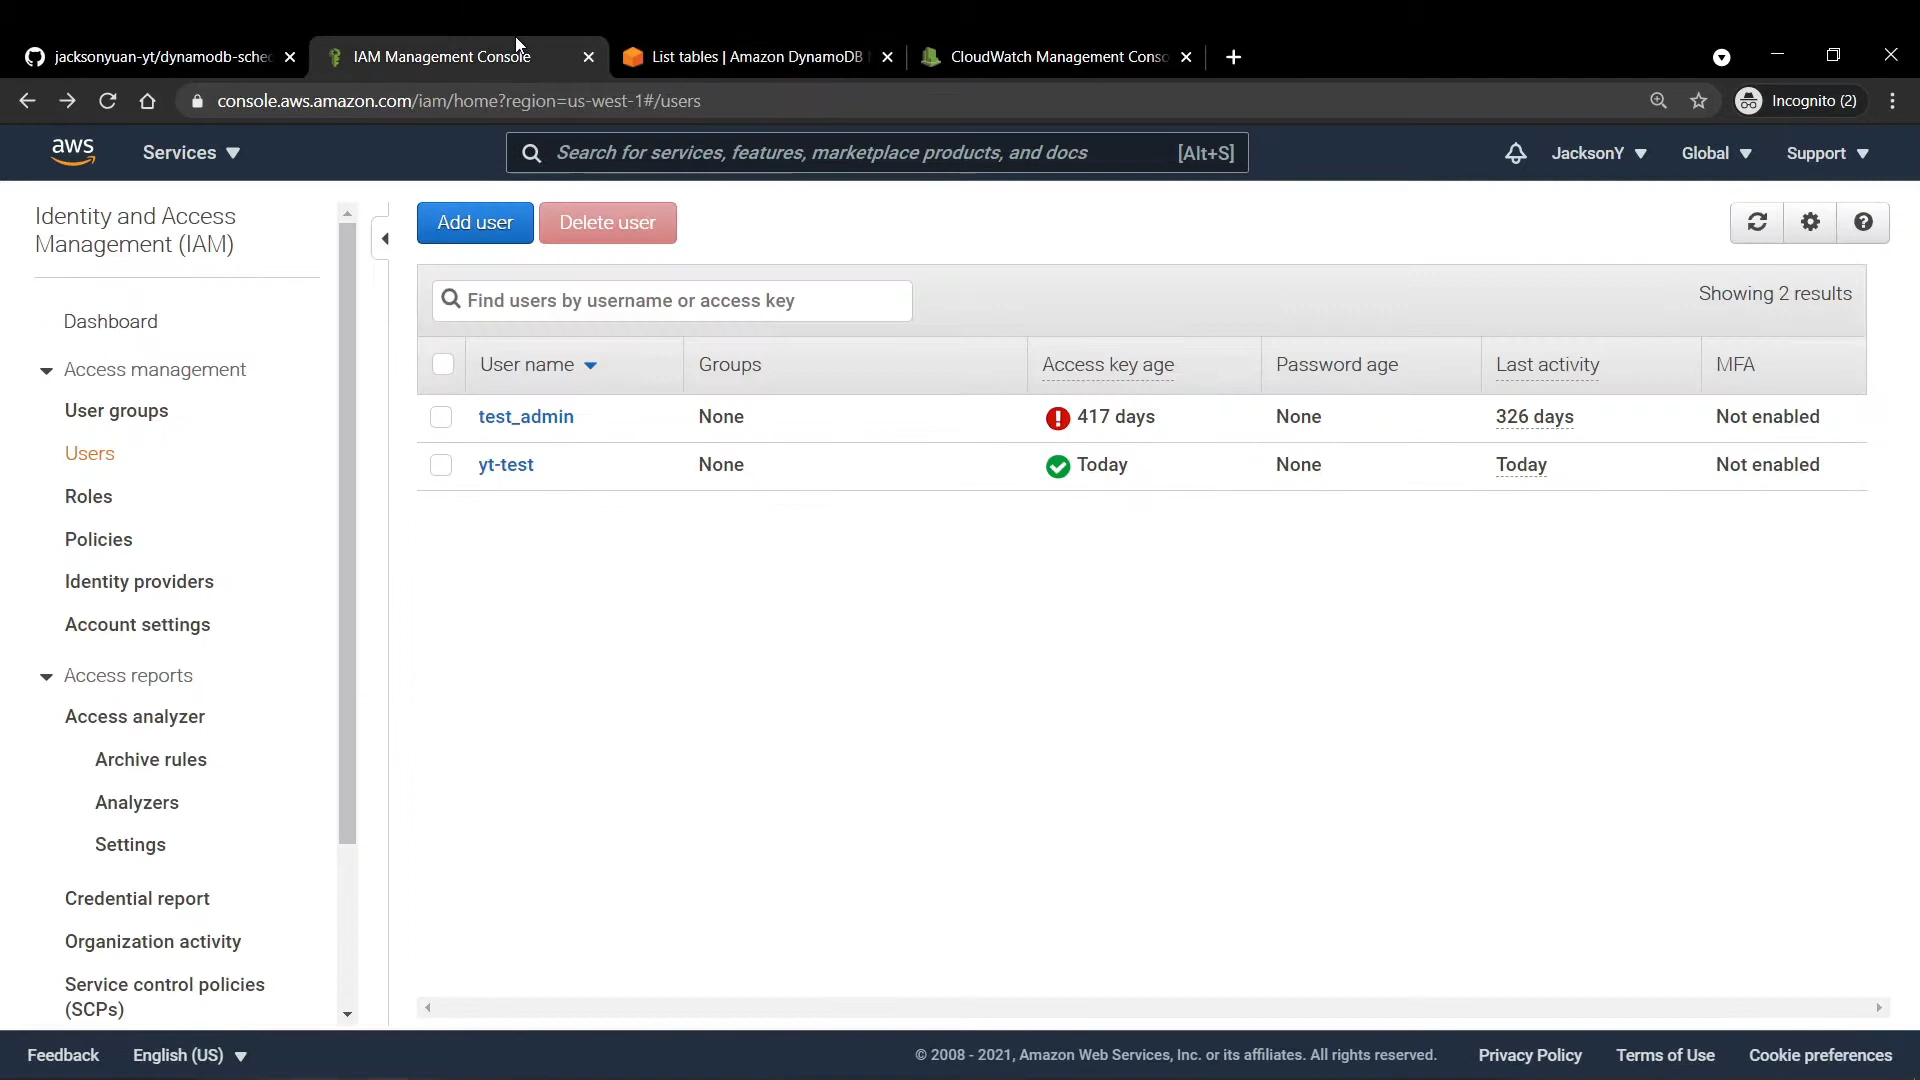 jacksonyuan-yt/dynamodb-sche
IAM Management Console
List tables | Amazon DynamoDB
CloudWatch Management Conso
console.aws.amazon.com/iam/home?region=us-west-1#/users
Incognito (2)
aws
Services
Search for services, features, marketplace products, and docs
[Alt+S]
JacksonY
Global
Support
Identity and Access
Management (IAM)
Dashboard
Access management
User groups
Users
Roles
Policies
Identity providers
Account settings
Access reports
Access analyzer
Archive rules
Analyzers
Settings
Credential report
Organization activity
Service control policies
(SCPs)
Add user
Delete user
Find users by username or access key
Showing 2 results
User name Groups Access key age Password age Last activity MFA
test_admin None 417 days None 326 days Not enabled
yt-test None Today None Today Not enabled
Feedback
English (US)
© 2008 - 2021, Amazon Web Services, Inc. or its affiliates. All rights reserved.
Privacy Policy
Terms of Use
Cookie preferences